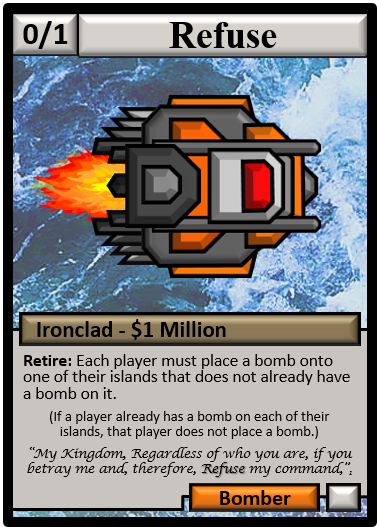 0/1 Refuse
Ironclad - $1 Million
Retire: Each player must place a bomb onto
one of their islands that does not already have
a bomb on it.
(If a player already has a bomb on each of their
islands, that player does not place a bomb.)
“My Kingdom, Regardless of who you are, if you
betray me and, therefore, Refuse my command,”.
Bomber